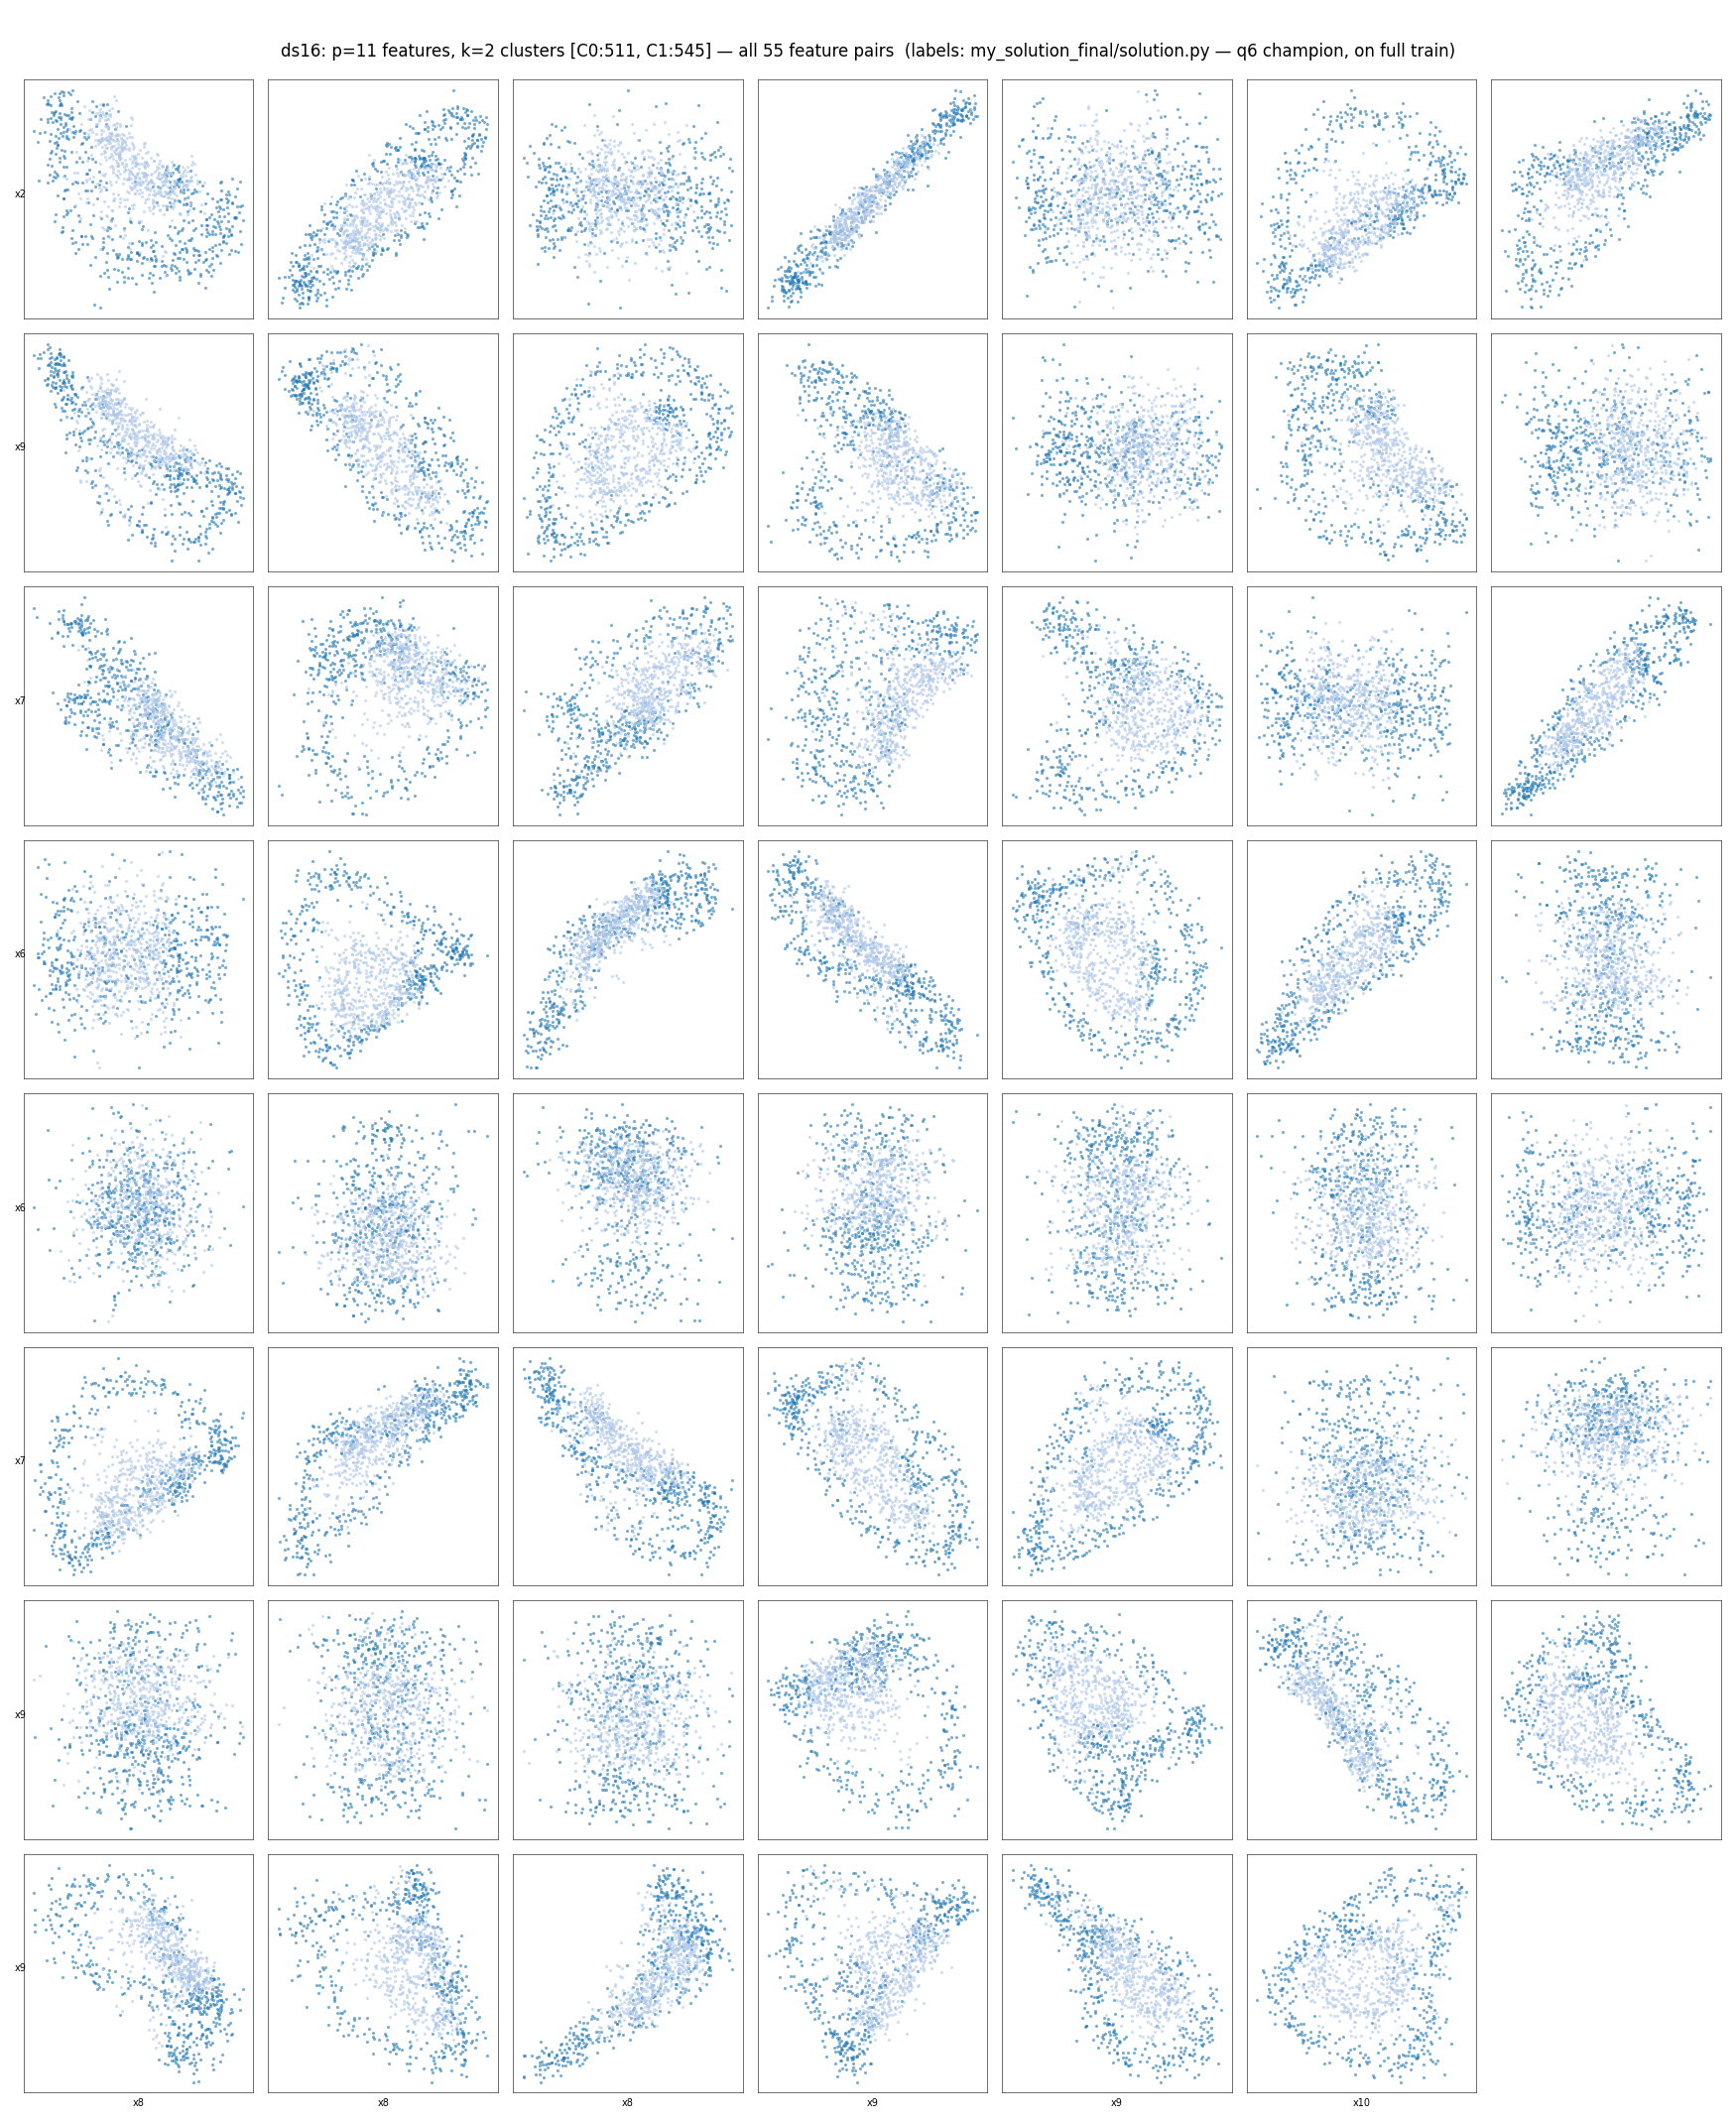 ds16: p=11 features, k=2 clusters [C0:511, C1:545] — all 55 feature pairs  (labels: my_solution_final/solution.py — q6 champion, on full train)
x2
x9
x7
x6
x6
x7
x9
x9
x8 x8 x8 x9 x9 x10